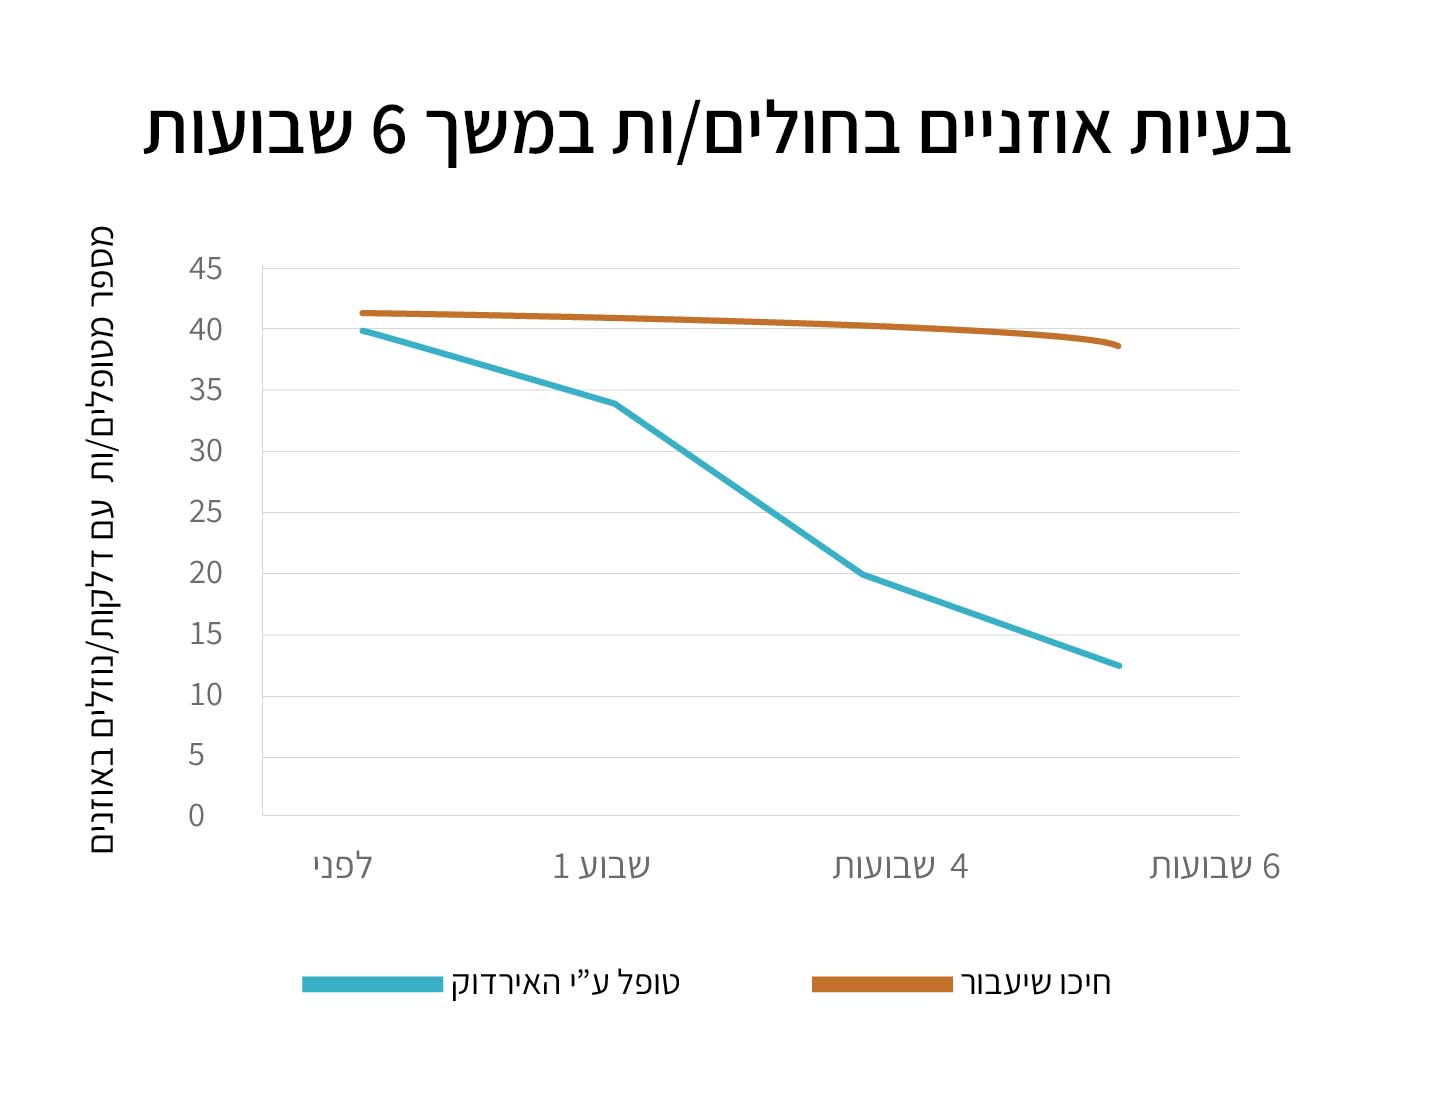 בעיות אוזניים בחולים/ות במשך 6 שבועות
מספר מטופלים/ות עם דלקות/נוזלים באוזנים
45
40
35
30
25
20
15
10
5
0
לפני
שבוע 1
4 שבועות
6 שבועות
טופל ע”י האירדוק
חיכו שיעבור